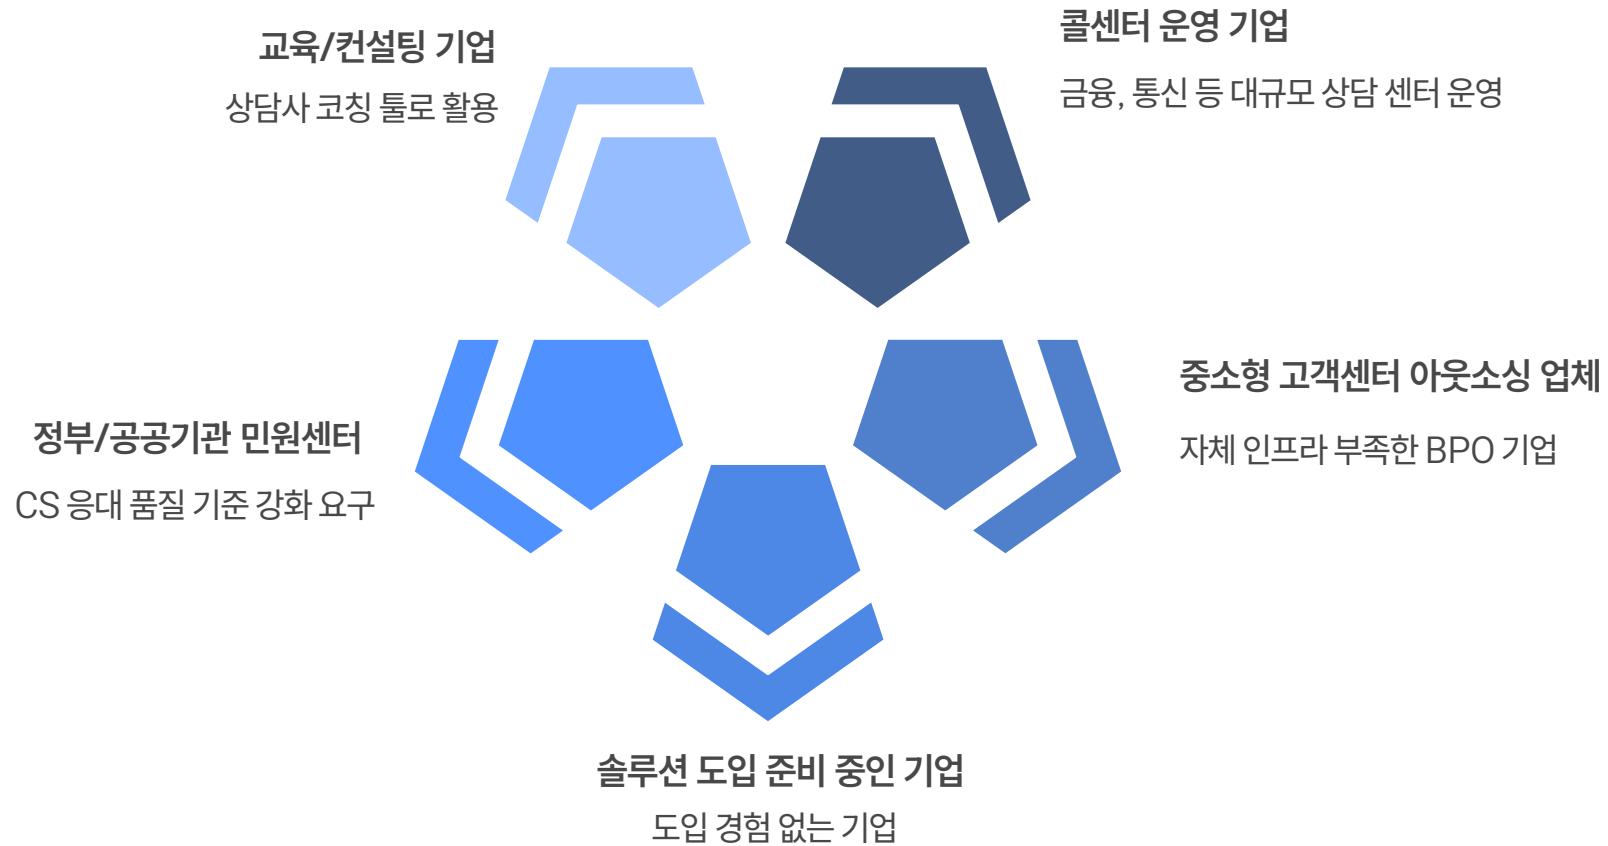 교육/컨설팅 기업
상담사 코칭 툴로 활용
콜센터 운영 기업
금융, 통신 등 대규모 상담 센터 운영
중소형 고객센터 아웃소싱 업체
자체 인프라 부족한 BPO 기업
정부/공공기관 민원센터
CS 응대 품질 기준 강화 요구
솔루션 도입 준비 중인 기업
도입 경험 없는 기업